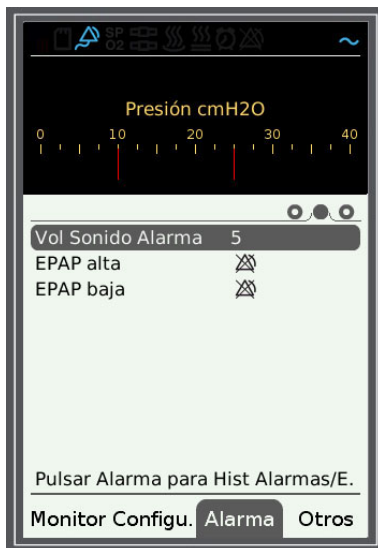 SP
O2
Presión cmH2O
0 10 20 30 40
Vol Sonido Alarma 5
EPAP alta
EPAP baja
Pulsar Alarma para Hist Alarmas/E.
Monitor Configu. Alarma Otros